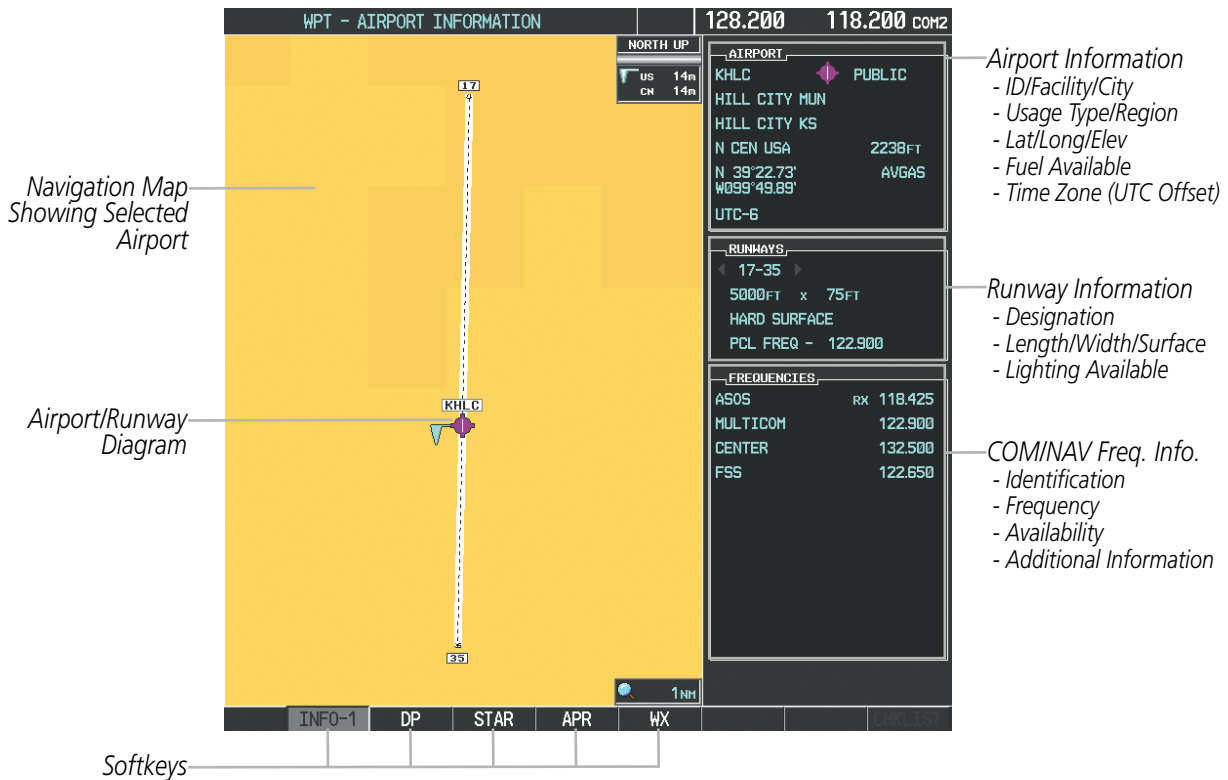 WPT - AIRPORT INFORMATION
128.200 118.200 COM2
NORTH UP
US 14m
CN 14m
17
KHLC
35
1NM
AIRPORT
KHLC PUBLIC
HILL CITY MUN
HILL CITY KS
N CEN USA 2238FT
N 39°22.73' AVGAS
W099°49.89'
UTC-6
RUNWAYS
17-35
5000FT x 75FT
HARD SURFACE
PCL FREQ - 122.900
FREQUENCIES
ASOS RX 118.425
MULTICOM 122.900
CENTER 132.500
FSS 122.650
INFO-1 DP STAR APR WX CHKLIST
Navigation Map
Showing Selected
Airport
Airport/Runway
Diagram
Softkeys
Airport Information
- ID/Facility/City
- Usage Type/Region
- Lat/Long/Elev
- Fuel Available
- Time Zone (UTC Offset)
Runway Information
- Designation
- Length/Width/Surface
- Lighting Available
COM/NAV Freq. Info.
- Identification
- Frequency
- Availability
- Additional Information